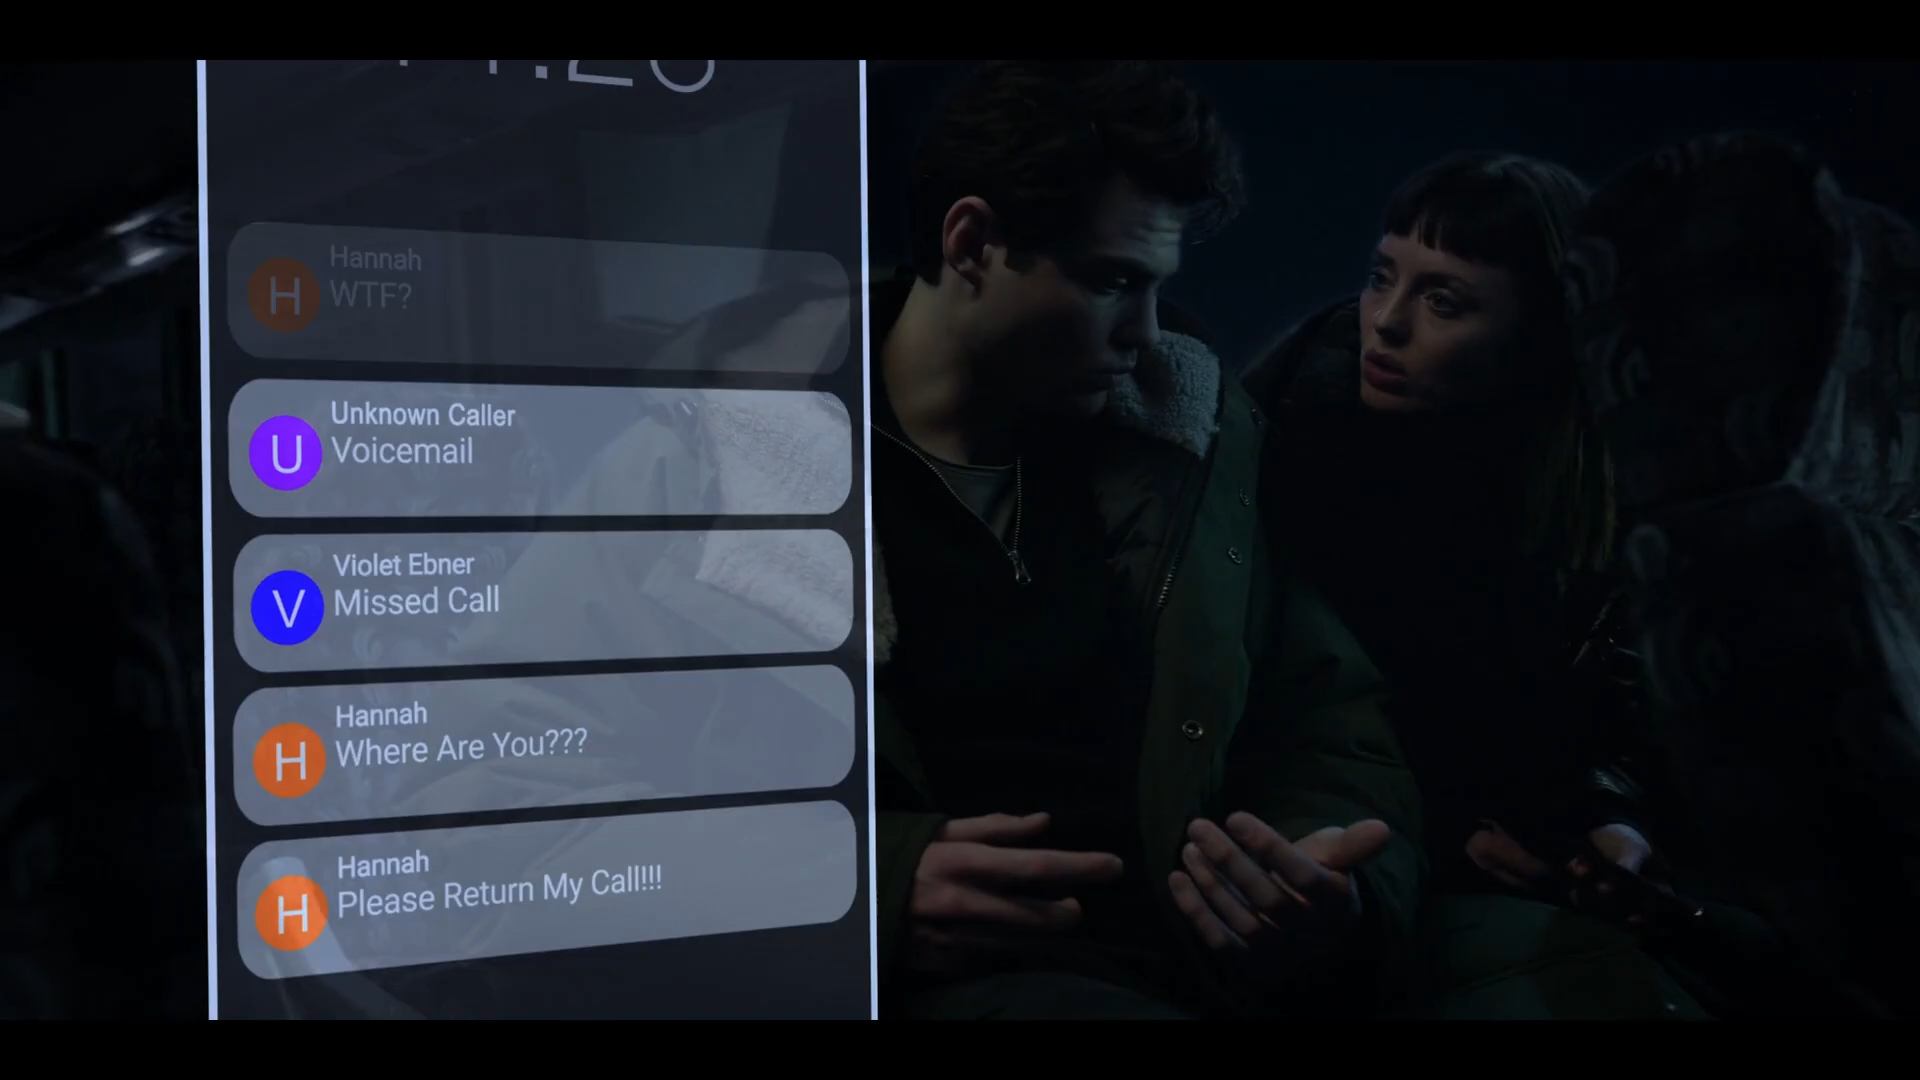 H
Hannah
WTF?
U
Unknown Caller
Voicemail
V
Violet Ebner
Missed Call
H
Hannah
Where Are You???
H
Hannah
Please Return My Call!!!